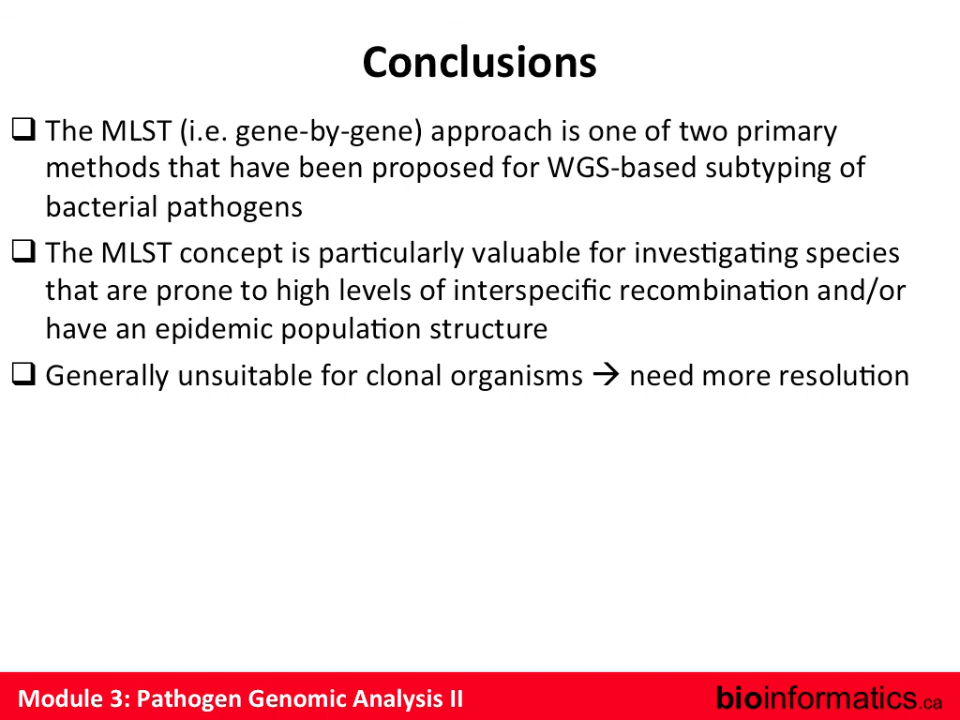 Conclusions
❑ The MLST (i.e. gene-by-gene) approach is one of two primary
methods that have been proposed for WGS-based subtyping of
bacterial pathogens
❑ The MLST concept is particularly valuable for investigating species
that are prone to high levels of interspecific recombination and/or
have an epidemic population structure
❑ Generally unsuitable for clonal organisms → need more resolution
Module 3: Pathogen Genomic Analysis II
bioinformatics.ca